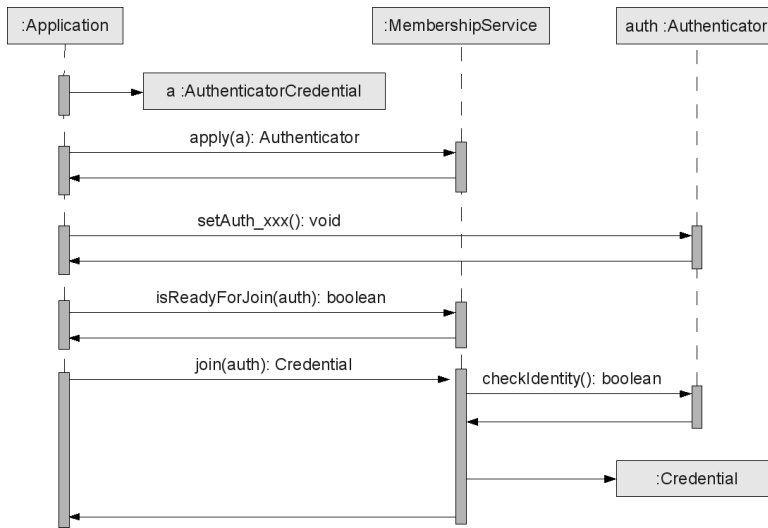 :Application
:MembershipService
auth :Authenticator
a :AuthenticatorCredential
apply(a): Authenticator
setAuth_xxx(): void
isReadyForJoin(auth): boolean
join(auth): Credential
checkIdentity(): boolean
:Credential